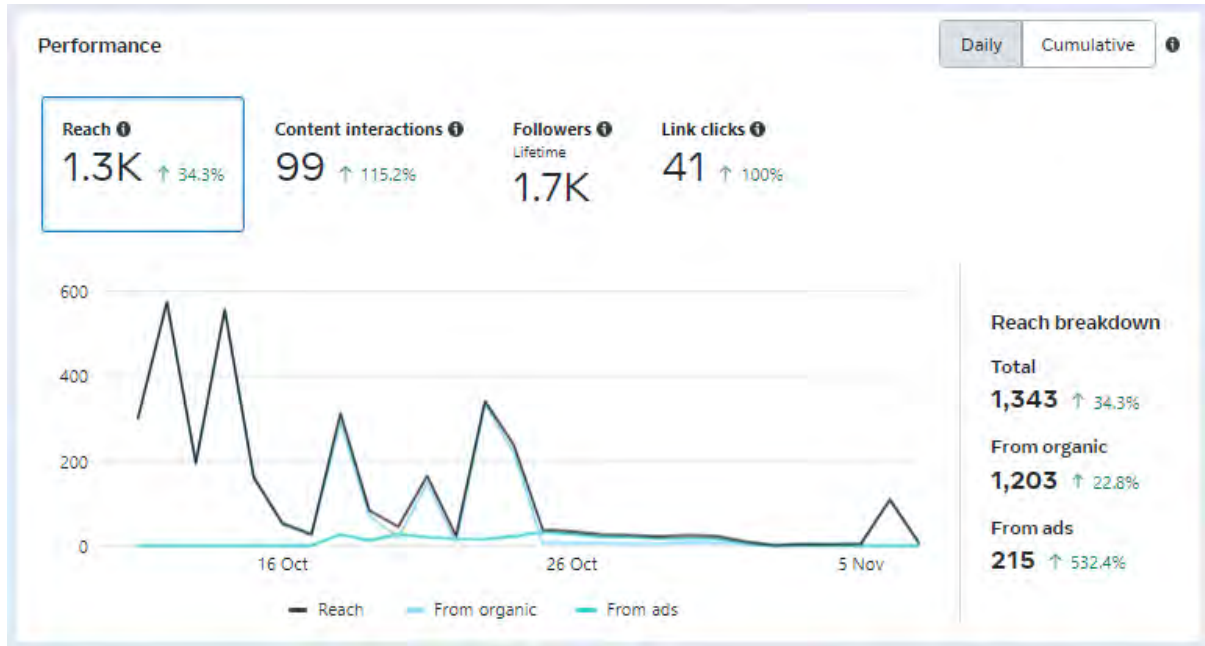 Performance
Daily Cumulative
Reach Content interactions Followers Link clicks
Lifetime
1.3K ↑ 34.3% 99 ↑ 115.2% 1.7K 41 ↑ 100%
600
400
200
0
16 Oct 26 Oct 5 Nov
Reach From organic From ads
Reach breakdown
Total
1,343 ↑ 34.3%
From organic
1,203 ↑ 22.8%
From ads
215 ↑ 532.4%